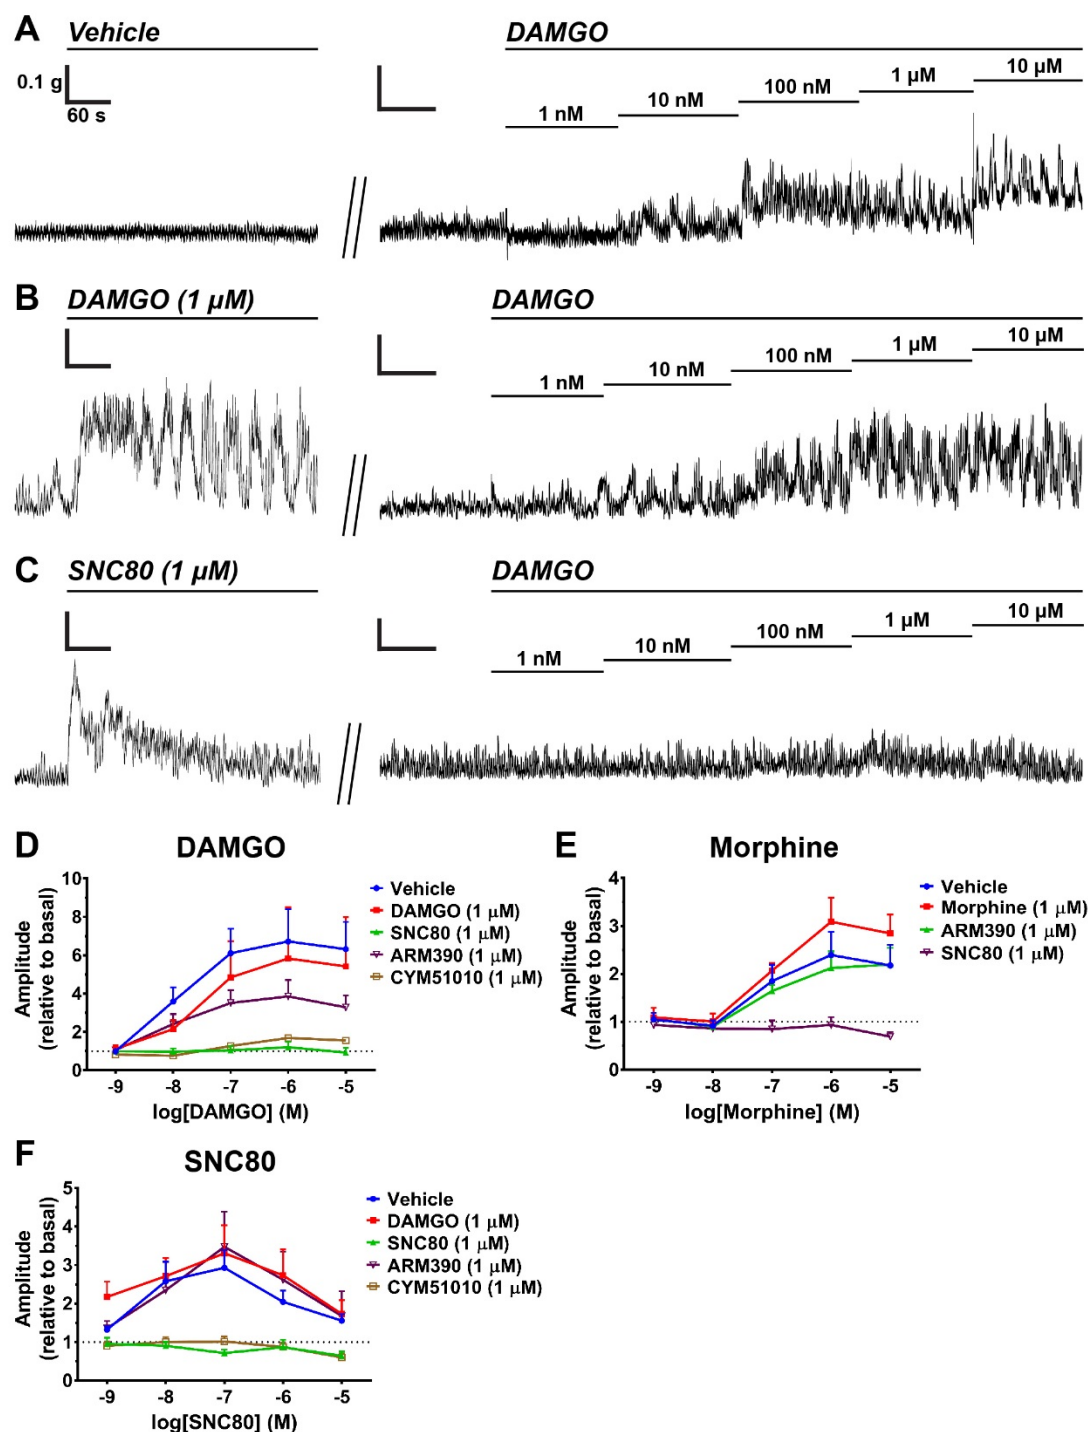 A Vehicle DAMGO
0.1 g
60 s
1 nM 10 nM 100 nM 1 µM 10 µM
B DAMGO (1 µM) DAMGO
1 nM 10 nM 100 nM 1 µM 10 µM
C SNC80 (1 µM) DAMGO
1 nM 10 nM 100 nM 1 µM 10 µM
D DAMGO
Amplitude
(relative to basal)
10
8
6
4
2
0
-9 -8 -7 -6 -5
log[DAMGO] (M)
Vehicle
DAMGO (1 µM)
SNC80 (1 µM)
ARM390 (1 µM)
CYM51010 (1 µM)
E Morphine
Amplitude
(relative to basal)
4
3
2
1
0
-9 -8 -7 -6 -5
log[Morphine] (M)
Vehicle
Morphine (1 µM)
ARM390 (1 µM)
SNC80 (1 µM)
F SNC80
Amplitude
(relative to basal)
5
4
3
2
1
0
-9 -8 -7 -6 -5
log[SNC80] (M)
Vehicle
DAMGO (1 µM)
SNC80 (1 µM)
ARM390 (1 µM)
CYM51010 (1 µM)